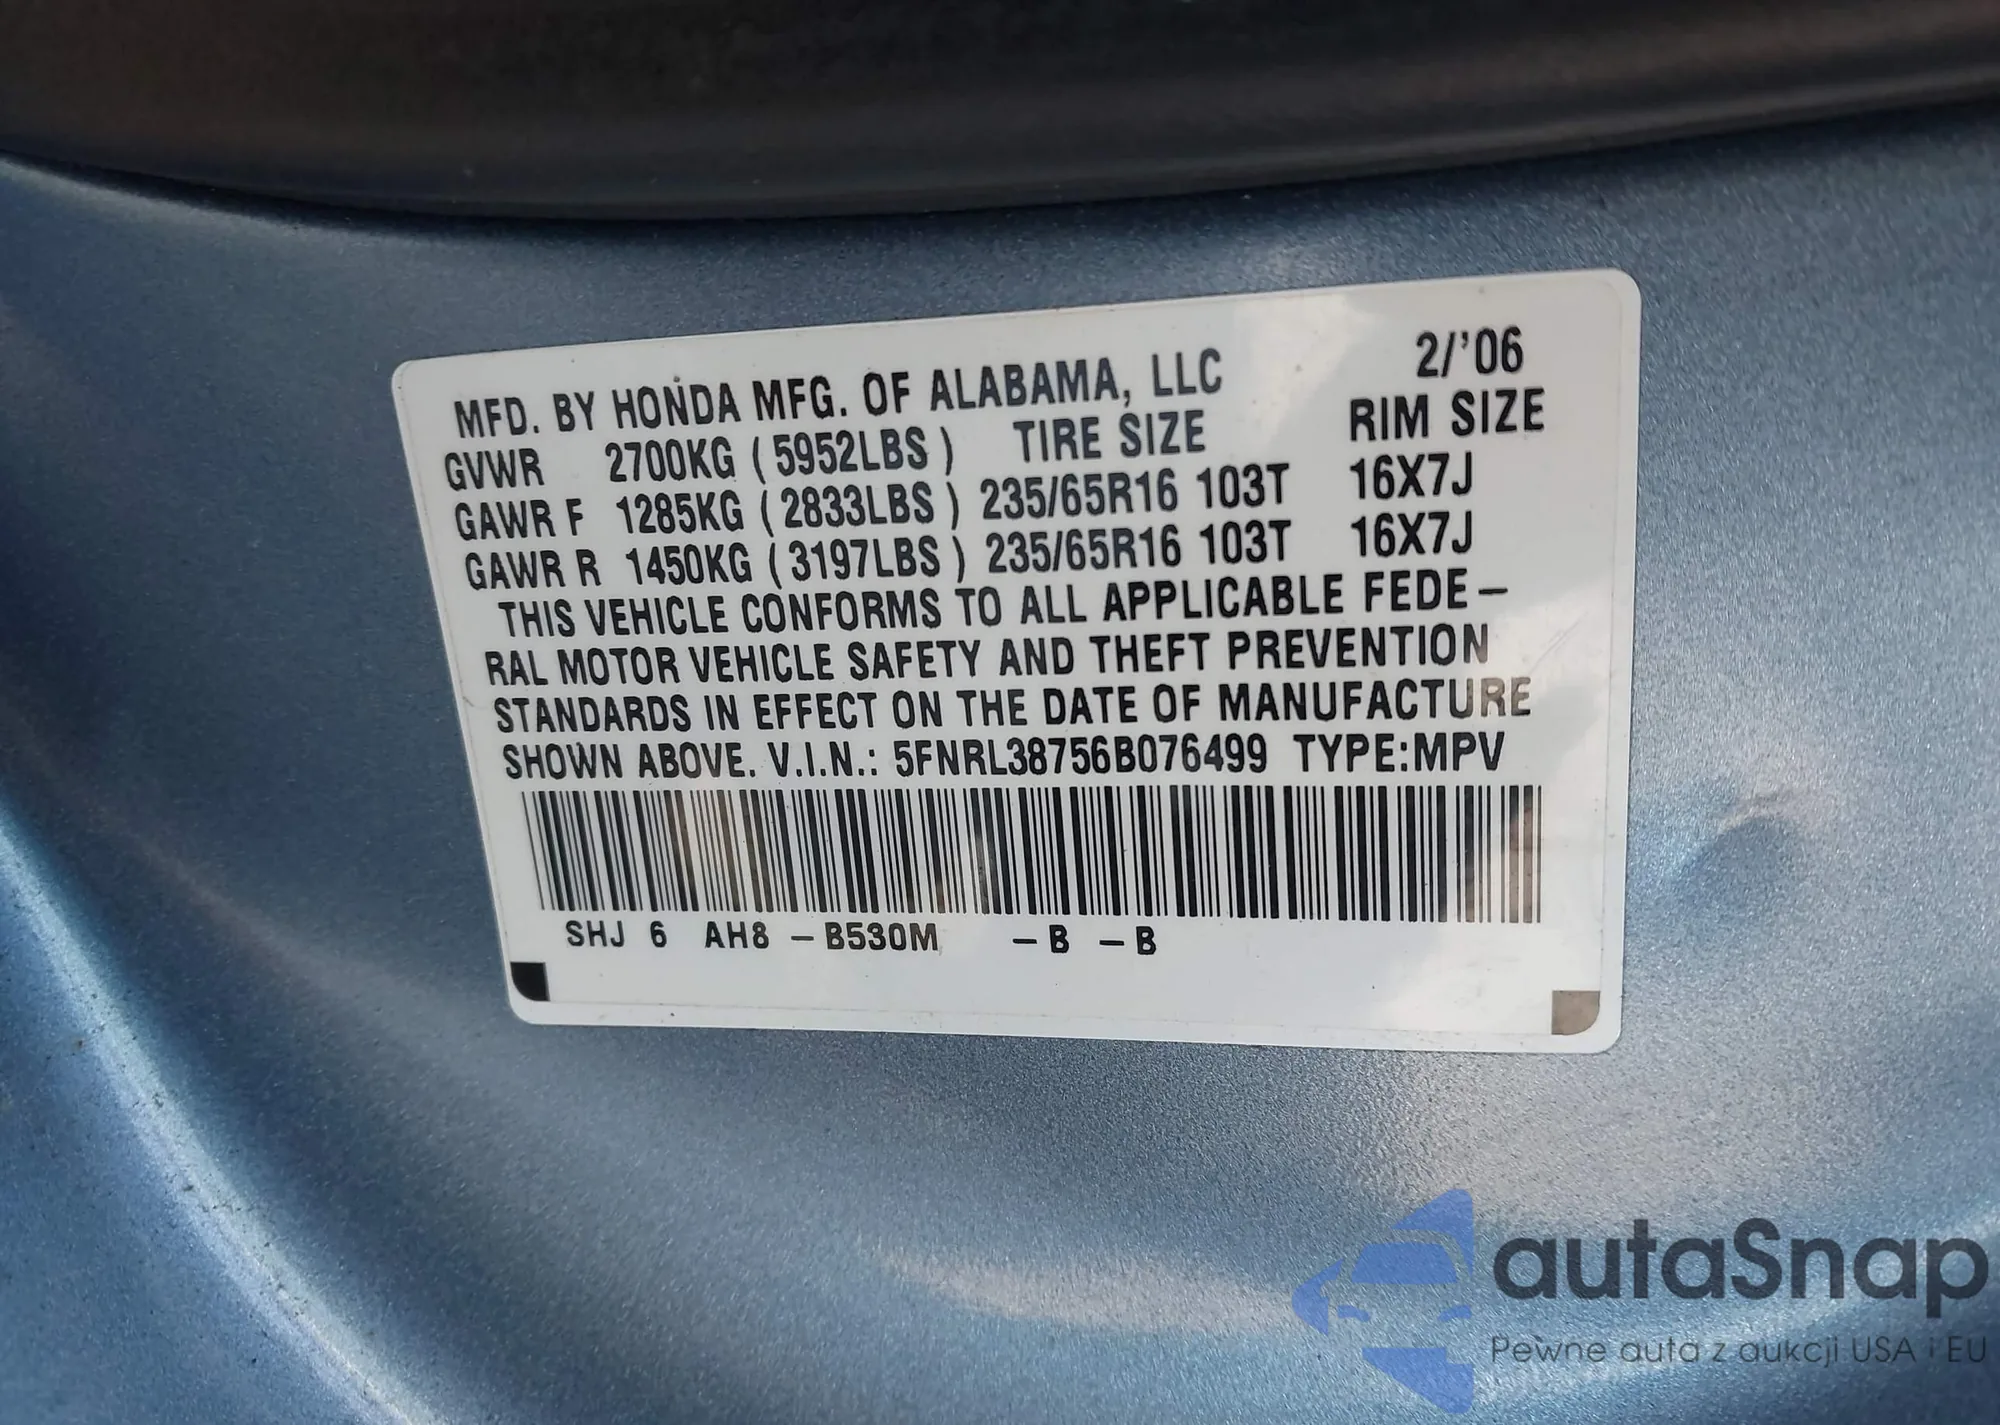 MFD. BY HONDA MFG. OF ALABAMA, LLC 2/'06
GVWR 2700KG ( 5952LBS ) TIRE SIZE RIM SIZE
GAWR F 1285KG ( 2833LBS ) 235/65R16 103T 16X7J
GAWR R 1450KG ( 3197LBS ) 235/65R16 103T 16X7J
THIS VEHICLE CONFORMS TO ALL APPLICABLE FEDE-
RAL MOTOR VEHICLE SAFETY AND THEFT PREVENTION
STANDARDS IN EFFECT ON THE DATE OF MANUFACTURE
SHOWN ABOVE. V.I.N.: 5FNRL38756B076499 TYPE:MPV
SHJ 6 AH8 -B530M -B -B
autaSnap
Pewne auta z aukcji USA i EU